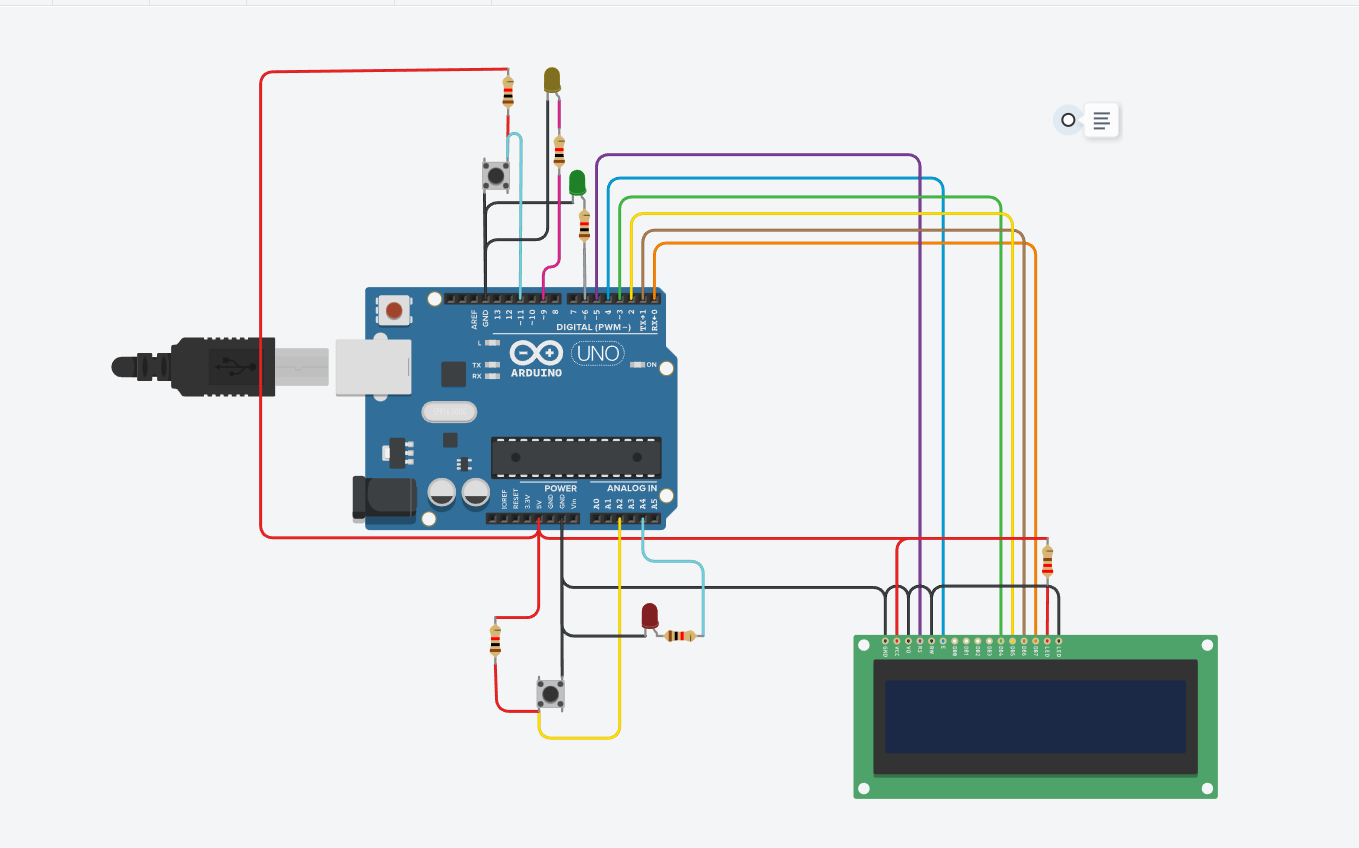 AREF
GND
13
12
~11
~10
~9
8
7
~6
~5
4
~3
2
TX→1
RX←0
DIGITAL (PWM~)
L
TX
RX
ARDUINO
UNO
ON
POWER
ANALOG IN
IOREF
RESET
3.3V
5V
GND
GND
Vin
A0
A1
A2
A3
A4
A5
GND
VCC
V0
RS
RW
E
DB0
DB1
DB2
DB3
DB4
DB5
DB6
DB7
LED
LED